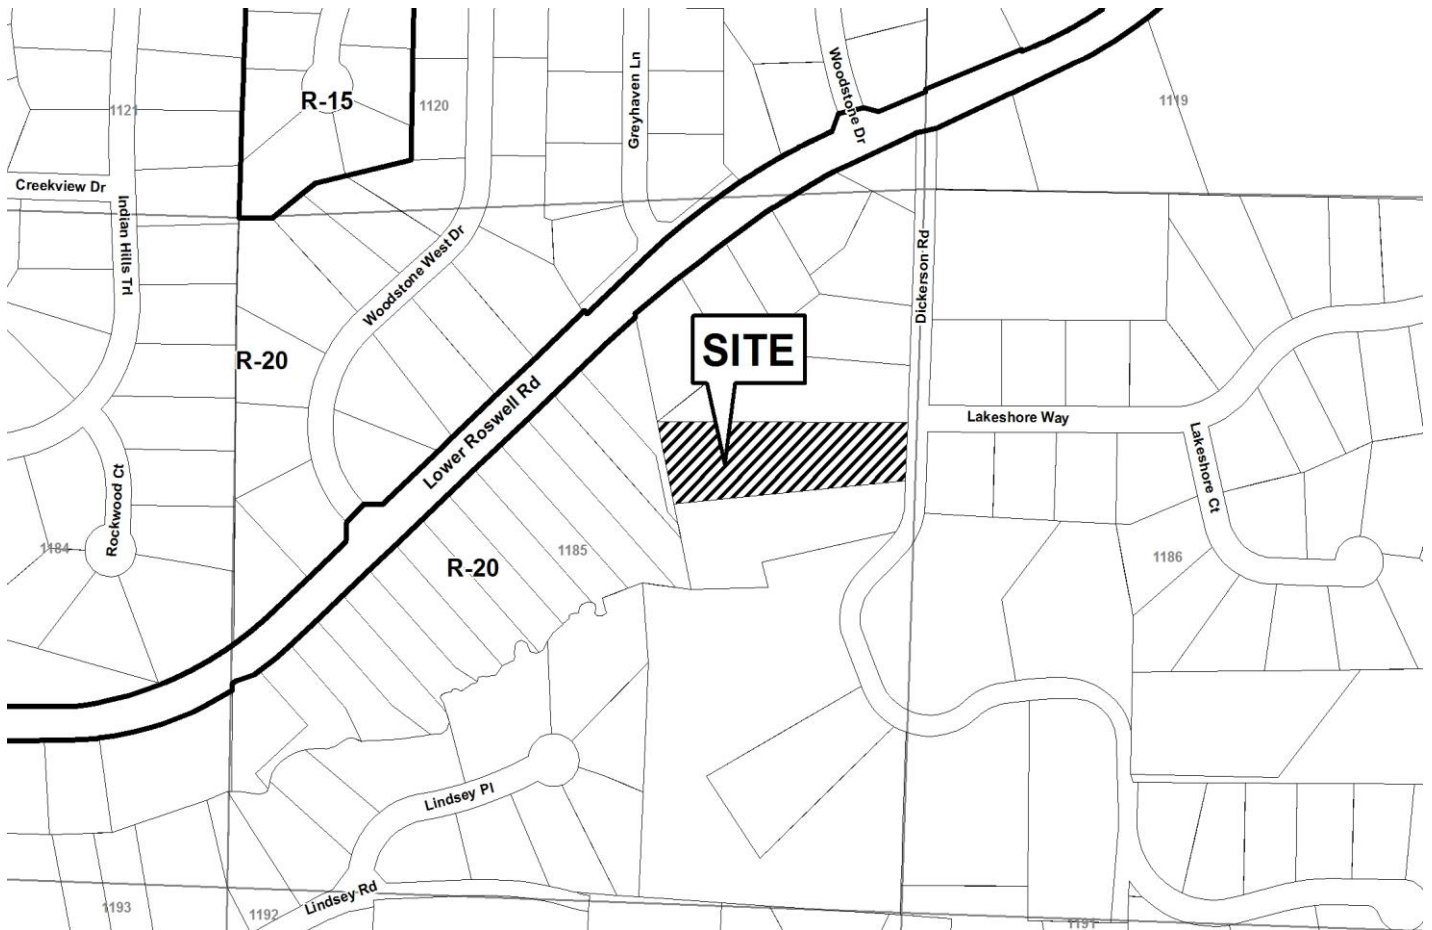 R-15
1121
1120
1119
Greyhaven Ln
Woodstone Dr
Creekview Dr
Indian Hills Trl
Woodstone West Dr
Dickerson Rd
R-20
SITE
Lower Roswell Rd
Lakeshore Way
Lakeshore Ct
Rockwood Ct
1184
1185
R-20
1186
Lindsey Pl
Lindsey Rd
1193
1192
1191